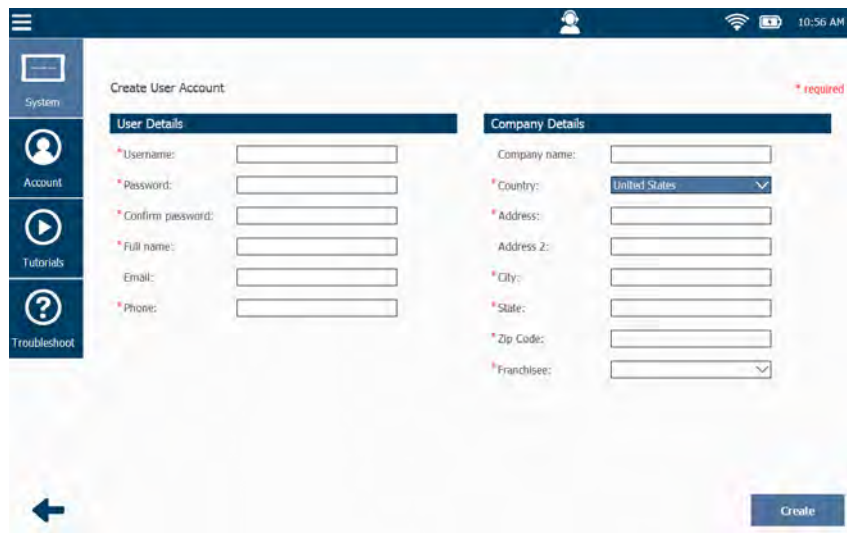 10:56 AM
System
Account
Tutorials
Troubleshoot
Create User Account
* required
User Details
*Username:
*Password:
*Confirm password:
*Full name:
Email:
*Phone:
Company Details
Company name:
*Country: United States
*Address:
Address 2:
*City:
*State:
*Zip Code:
*Franchisee:
Create